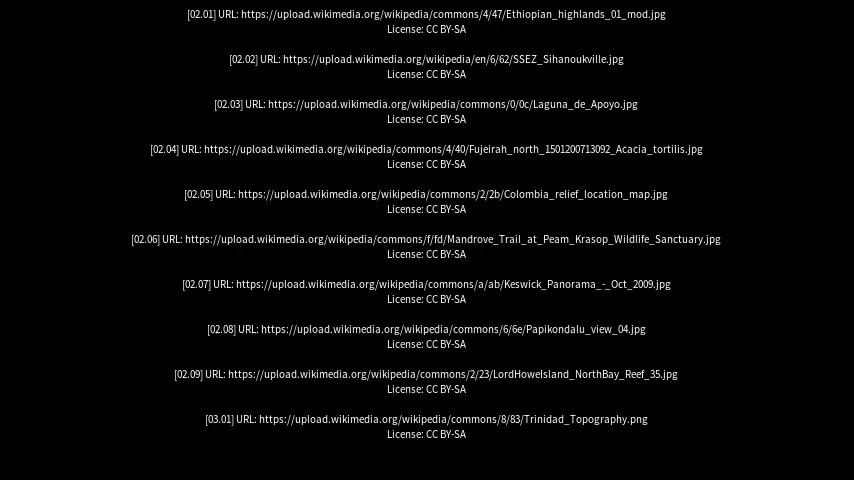 [02.01] URL: https://upload.wikimedia.org/wikipedia/commons/4/47/Ethiopian_highlands_01_mod.jpg
License: CC BY-SA
[02.02] URL: https://upload.wikimedia.org/wikipedia/en/6/62/SSEZ_Sihanoukville.jpg
License: CC BY-SA
[02.03] URL: https://upload.wikimedia.org/wikipedia/commons/0/0c/Laguna_de_Apoyo.jpg
License: CC BY-SA
[02.04] URL: https://upload.wikimedia.org/wikipedia/commons/4/40/Fujeirah_north_1501200713092_Acacia_tortilis.jpg
License: CC BY-SA
[02.05] URL: https://upload.wikimedia.org/wikipedia/commons/2/2b/Colombia_relief_location_map.jpg
License: CC BY-SA
[02.06] URL: https://upload.wikimedia.org/wikipedia/commons/f/fd/Mandrove_Trail_at_Peam_Krasop_Wildlife_Sanctuary.jpg
License: CC BY-SA
[02.07] URL: https://upload.wikimedia.org/wikipedia/commons/a/ab/Keswick_Panorama_-_Oct_2009.jpg
License: CC BY-SA
[02.08] URL: https://upload.wikimedia.org/wikipedia/commons/6/6e/Papikondalu_view_04.jpg
License: CC BY-SA
[02.09] URL: https://upload.wikimedia.org/wikipedia/commons/2/23/LordHoweIsland_NorthBay_Reef_35.jpg
License: CC BY-SA
[03.01] URL: https://upload.wikimedia.org/wikipedia/commons/8/83/Trinidad_Topography.png
License: CC BY-SA